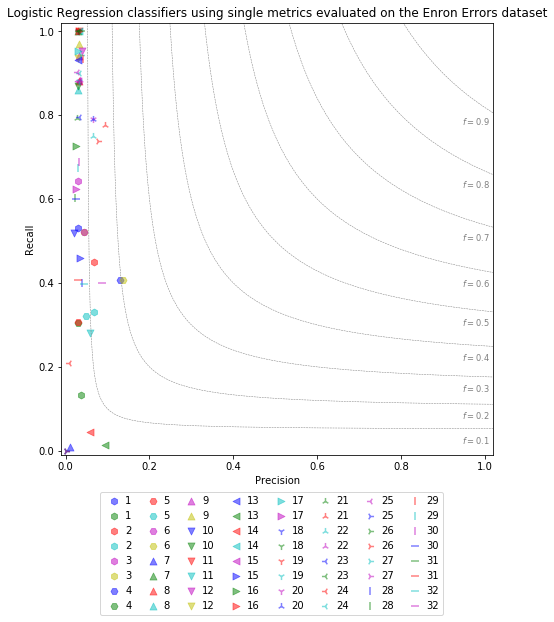 Logistic Regression classifiers using single metrics evaluated on the Enron Errors dataset
1.0
0.8
0.6
0.4
0.2
0.0
Recall
f = 0.9
f = 0.8
f = 0.7
f = 0.6
f = 0.5
f = 0.4
f = 0.3
f = 0.2
f = 0.1
0.0 0.2 0.4 0.6 0.8 1.0
Precision
1 5 9 13 17 21 25 29
1 5 9 13 17 21 25 29
2 6 10 14 18 22 26 30
2 6 10 14 18 22 26 30
3 7 11 15 19 23 27 31
3 7 11 15 19 23 27 31
4 8 12 16 20 24 28 32
4 8 12 16 20 24 28 32